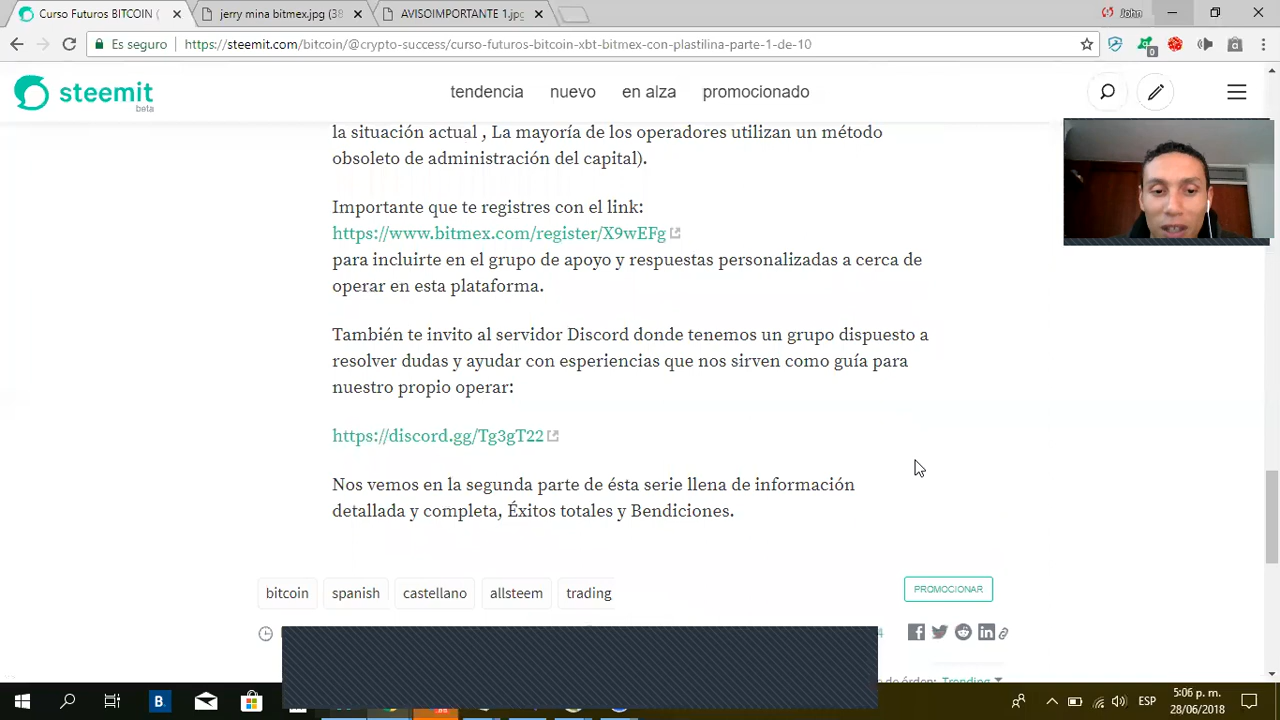 Curso Futuros BITCOIN (
jerry mina bitmex.jpg (38
AVISOIMPORTANTE 1.jpg
John
Es seguro
https://steemit.com/bitcoin/@crypto-success/curso-futuros-bitcoin-xbt-bitmex-con-plastilina-parte-1-de-10
0
steemit
beta
tendencia nuevo en alza promocionado
la situación actual , La mayoría de los operadores utilizan un método
obsoleto de administración del capital).
Importante que te registres con el link:
https://www.bitmex.com/register/X9wEFg
para incluirte en el grupo de apoyo y respuestas personalizadas a cerca de
operar en esta plataforma.
También te invito al servidor Discord donde tenemos un grupo dispuesto a
resolver dudas y ayudar con esperiencias que nos sirven como guía para
nuestro propio operar:
https://discord.gg/Tg3gT22
Nos vemos en la segunda parte de ésta serie llena de información
detallada y completa, Éxitos totales y Bendiciones.
bitcoin spanish castellano allsteem trading
PROMOCIONAR
de órden: Trending
B.
ESP
5:06 p. m.
28/06/2018